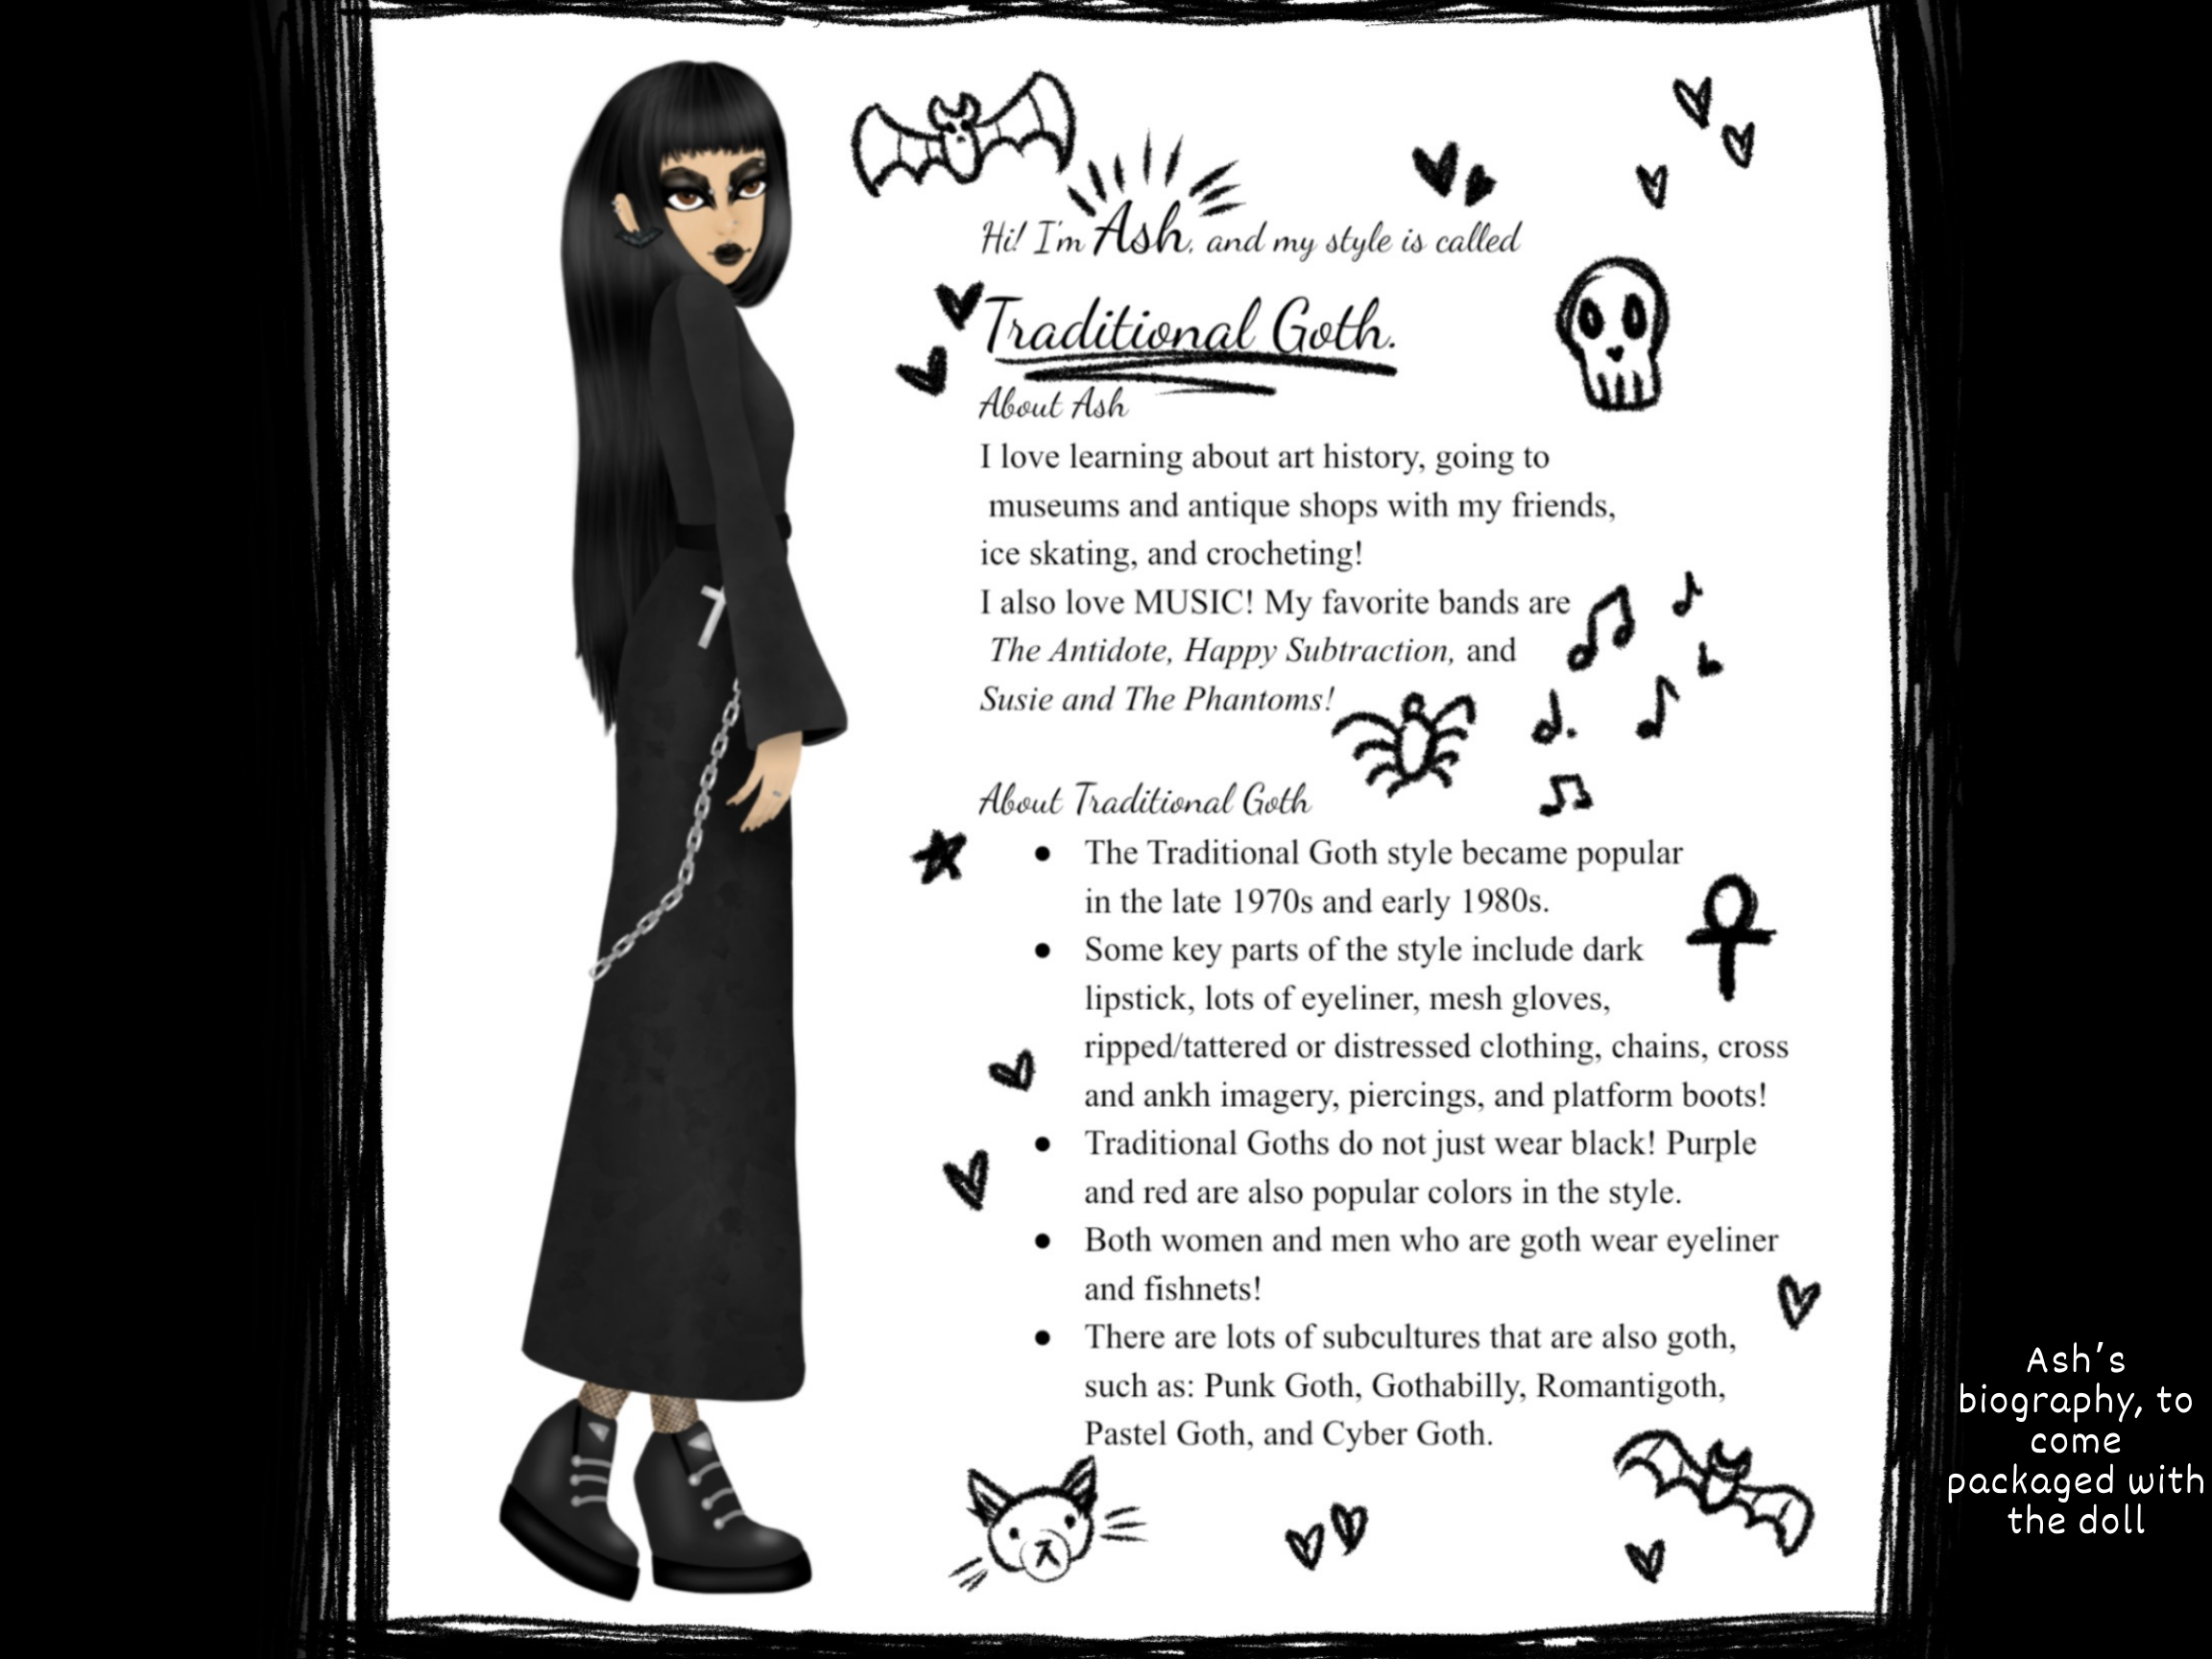 Hi! I'm Ash, and my style is called
Traditional Goth.
About Ash
I love learning about art history, going to
museums and antique shops with my friends,
ice skating, and crocheting!
I also love MUSIC! My favorite bands are
The Antidote, Happy Subtraction, and
Susie and The Phantoms!
About Traditional Goth
● The Traditional Goth style became popular
in the late 1970s and early 1980s.
● Some key parts of the style include dark
lipstick, lots of eyeliner, mesh gloves,
ripped/tattered or distressed clothing, chains, cross
and ankh imagery, piercings, and platform boots!
● Traditional Goths do not just wear black! Purple
and red are also popular colors in the style.
● Both women and men who are goth wear eyeliner
and fishnets!
● There are lots of subcultures that are also goth,
such as: Punk Goth, Gothabilly, Romantigoth,
Pastel Goth, and Cyber Goth.
Ash's
biography, to
come
packaged with
the doll